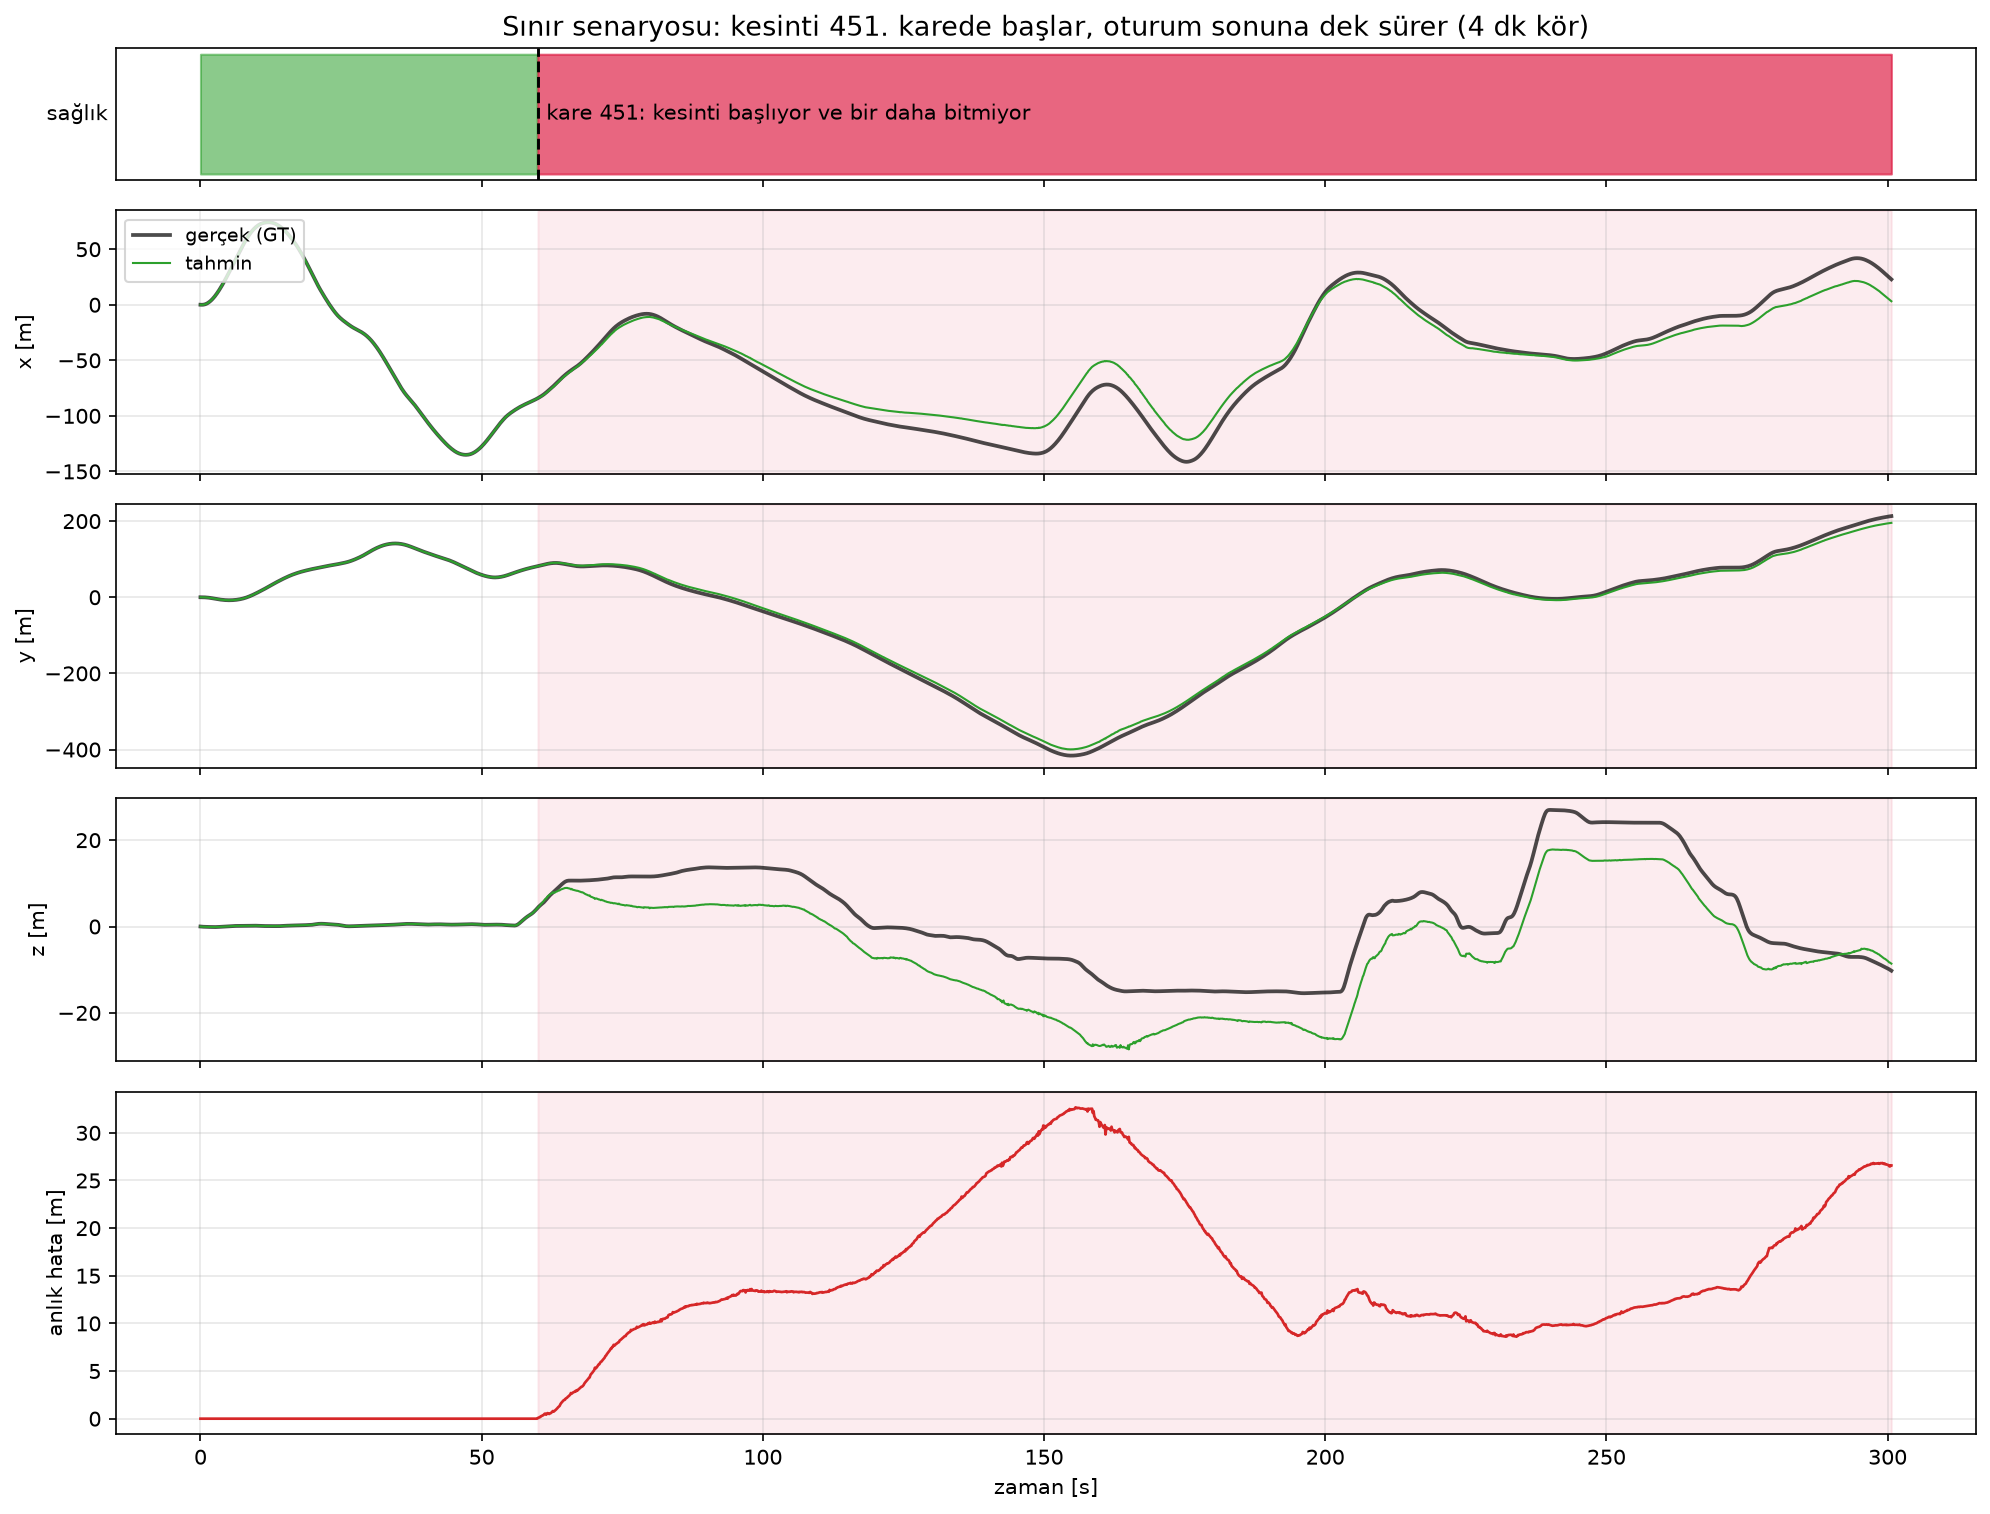 Sınır senaryosu: kesinti 451. karede başlar, oturum sonuna dek sürer (4 dk kör)
sağlık
kare 451: kesinti başlıyor ve bir daha bitmiyor
gerçek (GT)
tahmin
x [m]
50
0
−50
−100
−150
y [m]
200
0
−200
−400
z [m]
20
0
−20
anlık hata [m]
30
25
20
15
10
5
0
0 50 100 150 200 250 300
zaman [s]